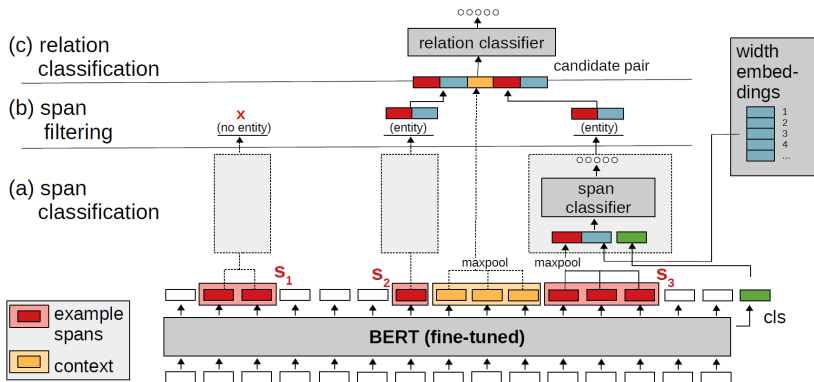 (c) relation
classification
relation classifier
candidate pair
width
embed-
dings
1
2
3
4
...
(b) span
filtering
x
(no entity)
(entity)
(entity)
(a) span
classification
span
classifier
maxpool
maxpool
s1
s2
s3
example
spans
context
BERT (fine-tuned)
cls